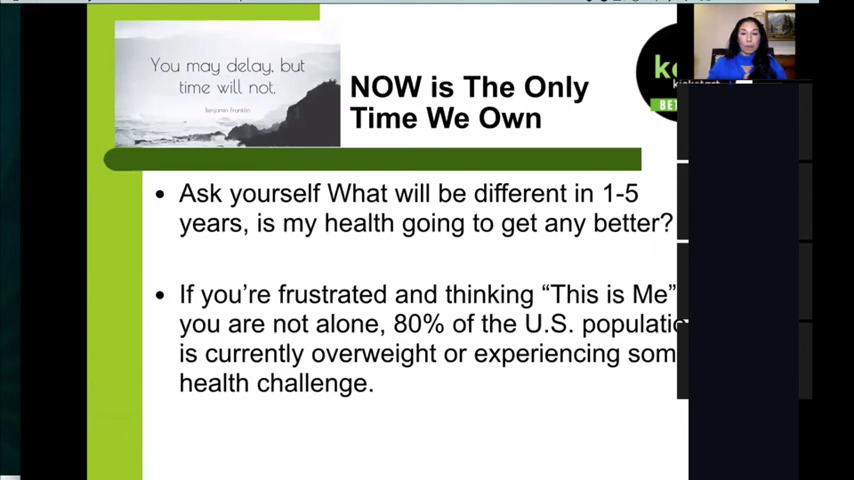 You may delay, but
time will not.
Benjamin Franklin
NOW is The Only
Time We Own
BET
• Ask yourself What will be different in 1-5
years, is my health going to get any better?
• If you’re frustrated and thinking “This is Me”
you are not alone, 80% of the U.S.
is currently overweight or experiencing
health challenge.